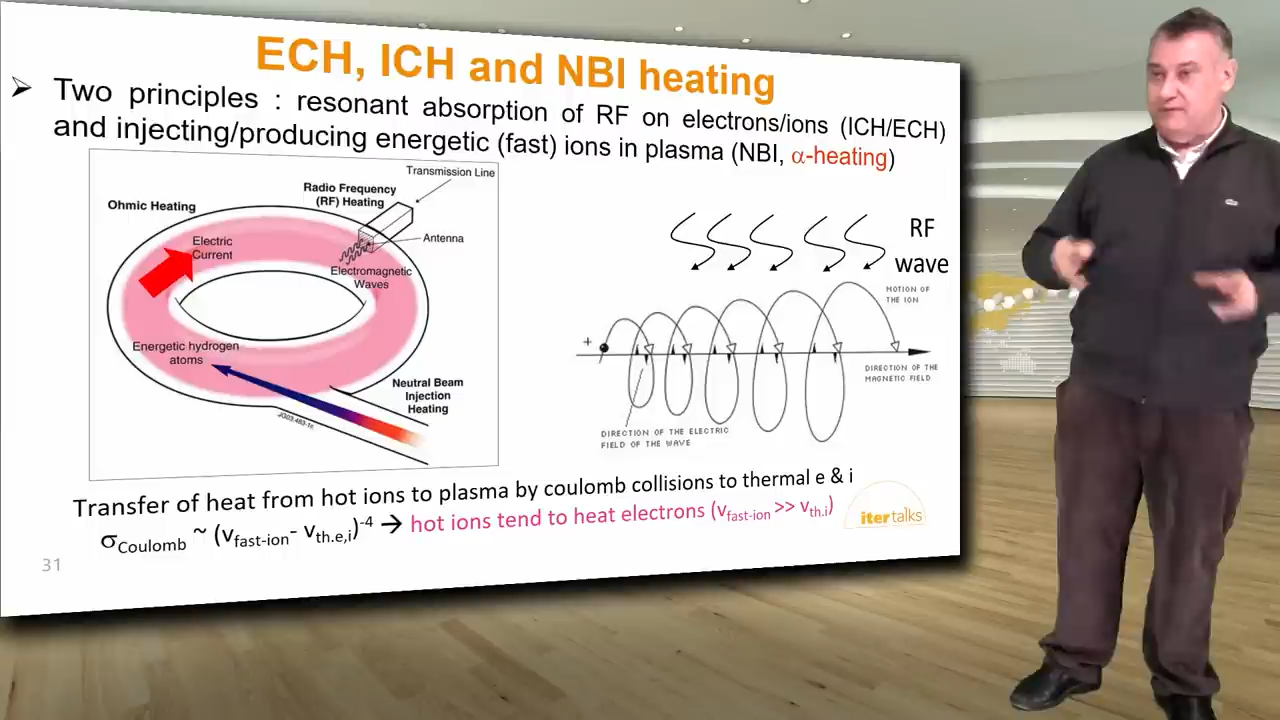 ECH, ICH and NBI heating
➢ Two principles : resonant absorption of RF on electrons/ions (ICH/ECH)
and injecting/producing energetic (fast) ions in plasma (NBI, α-heating)
Transmission Line
Radio Frequency
(RF) Heating
Ohmic Heating
Electric
Current
Antenna
Electromagnetic
Waves
Energetic hydrogen
atoms
Neutral Beam
Injection
Heating
JG03.483-1c
RF
wave
MOTION OF
THE ION
+
DIRECTION OF THE
MAGNETIC FIELD
DIRECTION OF THE ELECTRIC
FIELD OF THE WAVE
Transfer of heat from hot ions to plasma by coulomb collisions to thermal e & i
σCoulomb ~ (vfast-ion- vth.e,i)-4 → hot ions tend to heat electrons (vfast-ion >> vth.i)
iter talks
31